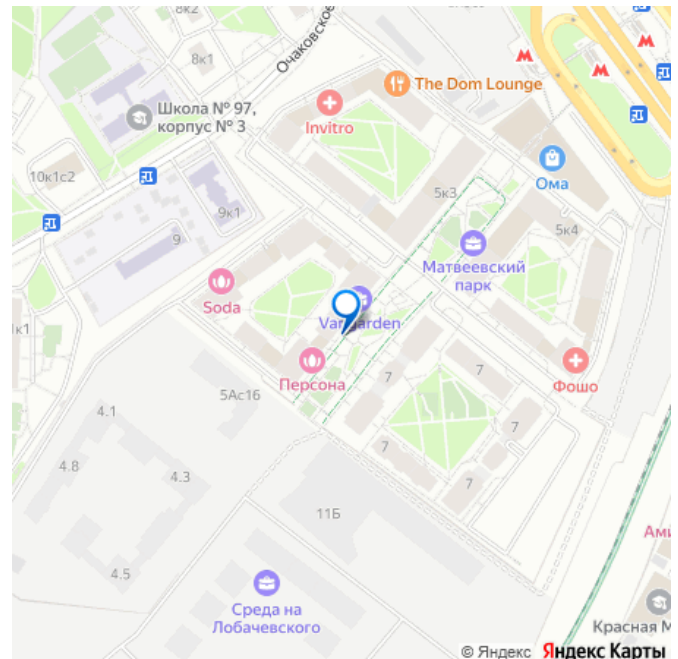 8к2
Очаковское
8к1
М
М
М
The Dom Lounge
Школа № 97,
корпус № 3
Invitro
10к1с2
Ома
5к3
9к1
5к4
9
Матвеевский
парк
Soda
Vangarden
к1
Персона
7
7
Фошо
5Ас16
4.1
7
7
4.8
4.3
7
11Б
Ами
4.5
Среда на
Лобачевского
Красная М
© Яндекс Яндекс Карты